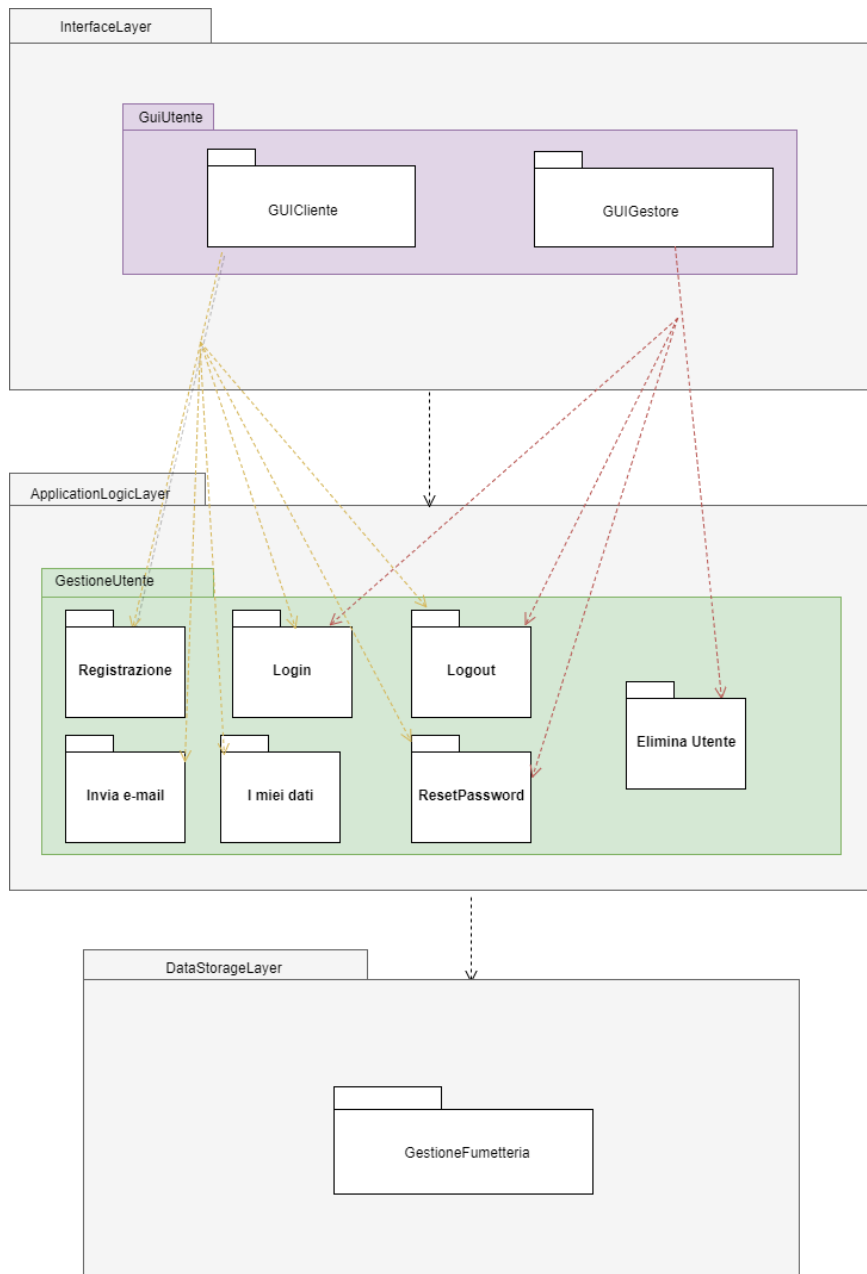 InterfaceLayer
GuiUtente
GUICliente
GUIGestore
ApplicationLogicLayer
GestioneUtente
Registrazione
Login
Logout
Elimina Utente
Invia e-mail
I miei dati
ResetPassword
DataStorageLayer
GestioneFumetteria